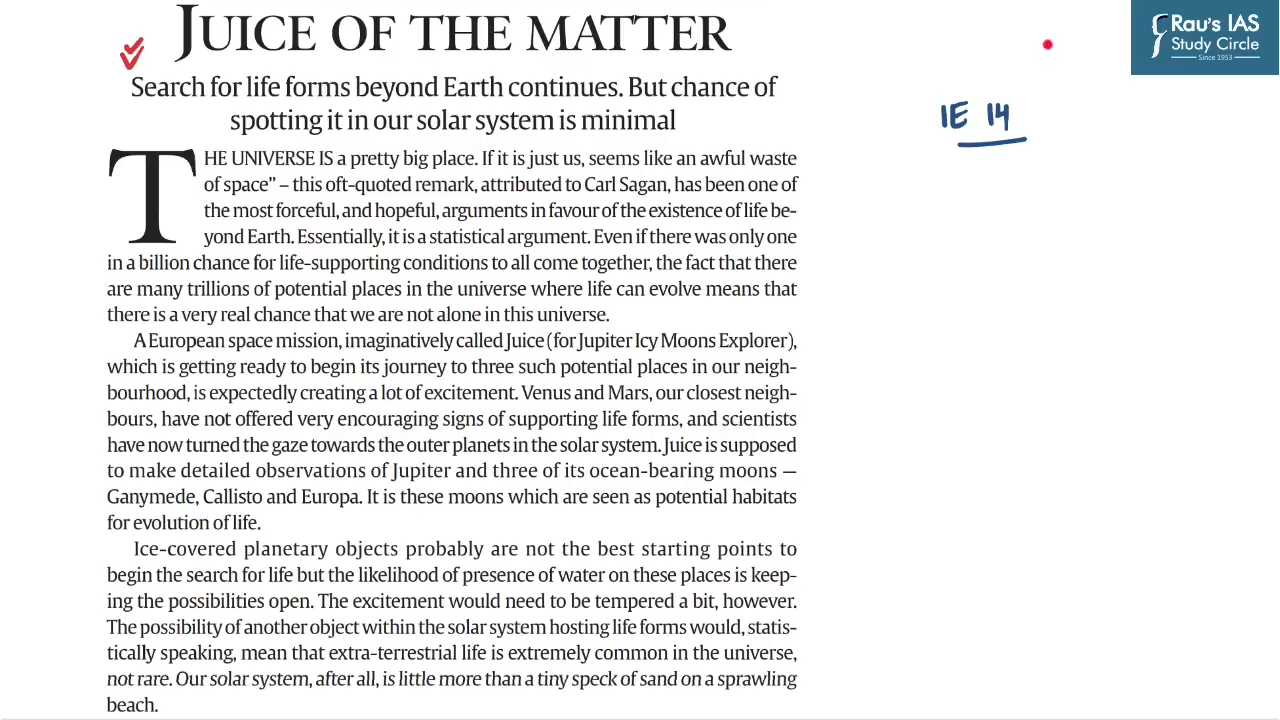 JUICE OF THE MATTER
Search for life forms beyond Earth continues. But chance of
spotting it in our solar system is minimal
THE UNIVERSE IS a pretty big place. If it is just us, seems like an awful waste
of space” – this oft-quoted remark, attributed to Carl Sagan, has been one of
the most forceful, and hopeful, arguments in favour of the existence of life be-
yond Earth. Essentially, it is a statistical argument. Even if there was only one
in a billion chance for life-supporting conditions to all come together, the fact that there
are many trillions of potential places in the universe where life can evolve means that
there is a very real chance that we are not alone in this universe.
A European space mission, imaginatively called Juice (for Jupiter Icy Moons Explorer),
which is getting ready to begin its journey to three such potential places in our neigh-
bourhood, is expectedly creating a lot of excitement. Venus and Mars, our closest neigh-
bours, have not offered very encouraging signs of supporting life forms, and scientists
have now turned the gaze towards the outer planets in the solar system. Juice is supposed
to make detailed observations of Jupiter and three of its ocean-bearing moons —
Ganymede, Callisto and Europa. It is these moons which are seen as potential habitats
for evolution of life.
Ice-covered planetary objects probably are not the best starting points to
begin the search for life but the likelihood of presence of water on these places is keep-
ing the possibilities open. The excitement would need to be tempered a bit, however.
The possibility of another object within the solar system hosting life forms would, statis-
tically speaking, mean that extra-terrestrial life is extremely common in the universe,
not rare. Our solar system, after all, is little more than a tiny speck of sand on a sprawling
beach.
IE 14
Rau's IAS
Study Circle
Since 1953